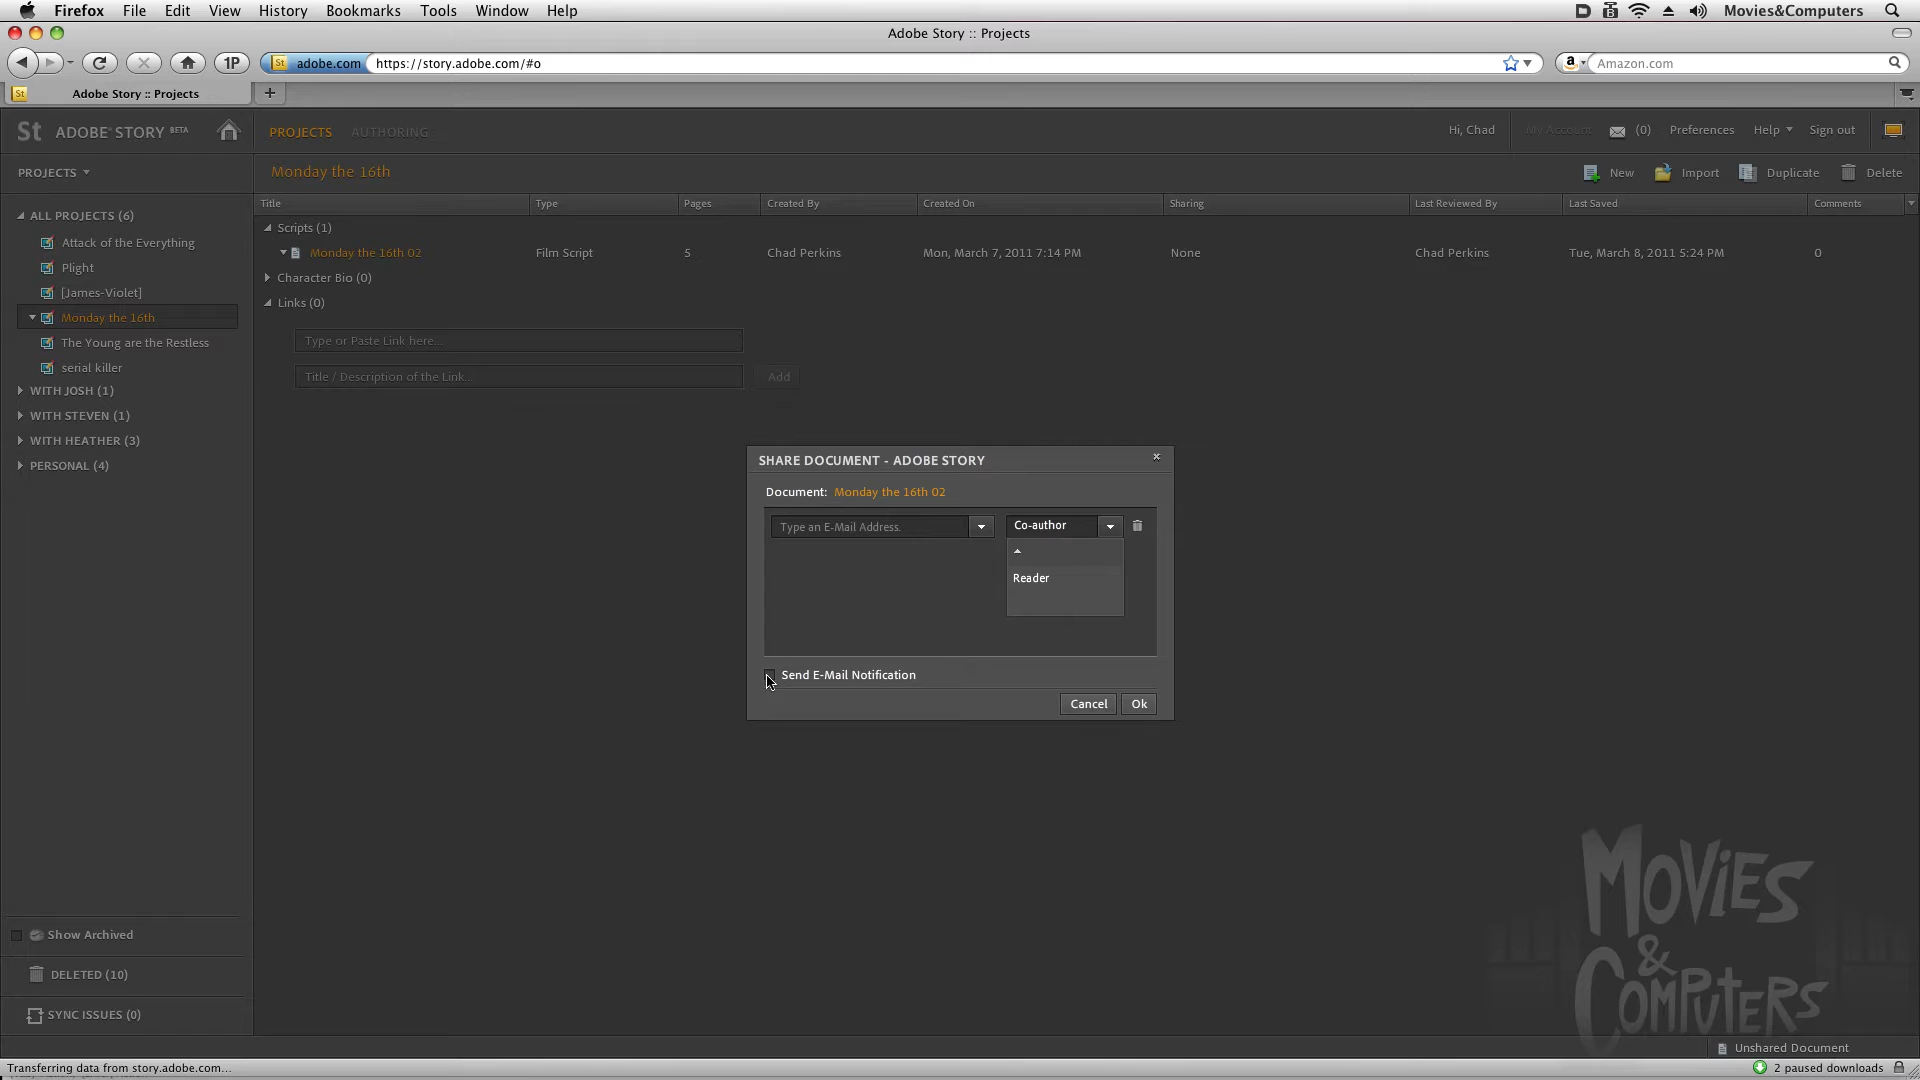 Firefox File Edit View History Bookmarks Tools Window Help Movies&Computers
Adobe Story :: Projects
1P St adobe.com https://story.adobe.com/#o a Amazon.com
St Adobe Story :: Projects +
St ADOBE® STORY BETA PROJECTS AUTHORING Hi, Chad My Account (0) Preferences Help Sign out
PROJECTS Monday the 16th New Import Duplicate Delete
Title Type Pages Created By Created On Sharing Last Reviewed By Last Saved Comments
ALL PROJECTS (6)
Attack of the Everything
Plight
[James-Violet]
Monday the 16th
The Young are the Restless
serial killer
WITH JOSH (1)
WITH STEVEN (1)
WITH HEATHER (3)
PERSONAL (4)
Scripts (1)
Monday the 16th 02 Film Script 5 Chad Perkins Mon, March 7, 2011 7:14 PM None Chad Perkins Tue, March 8, 2011 5:24 PM 0
Character Bio (0)
Links (0)
Type or Paste Link here...
Title / Description of the Link... Add
SHARE DOCUMENT - ADOBE STORY ×
Document: Monday the 16th 02
Type an E-Mail Address. Co-author
Reader
Send E-Mail Notification
Cancel Ok
Show Archived
DELETED (10)
SYNC ISSUES (0)
MOVIES
&
COMPUTERS
Unshared Document
Transferring data from story.adobe.com... 2 paused downloads